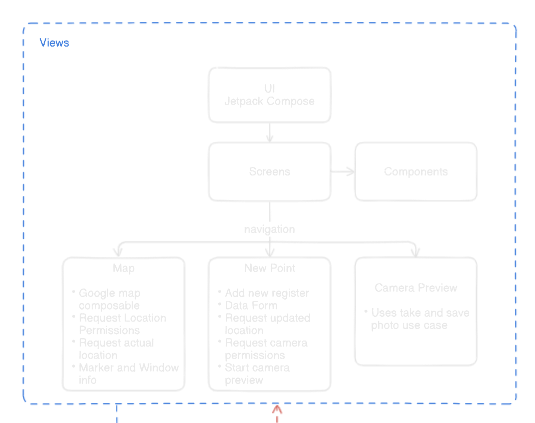 Views
UI
Jetpack Compose
Screens
Components
navigation
Map
* Google map
composable
* Request Location
Permissions
* Request actual
location
* Marker and Window
Info
New Point
* Add new register
* Data Form
* Request updated
location
* Request camera
permissions
* Start camera
preview
Camera Preview
* Uses take and save
photo use case